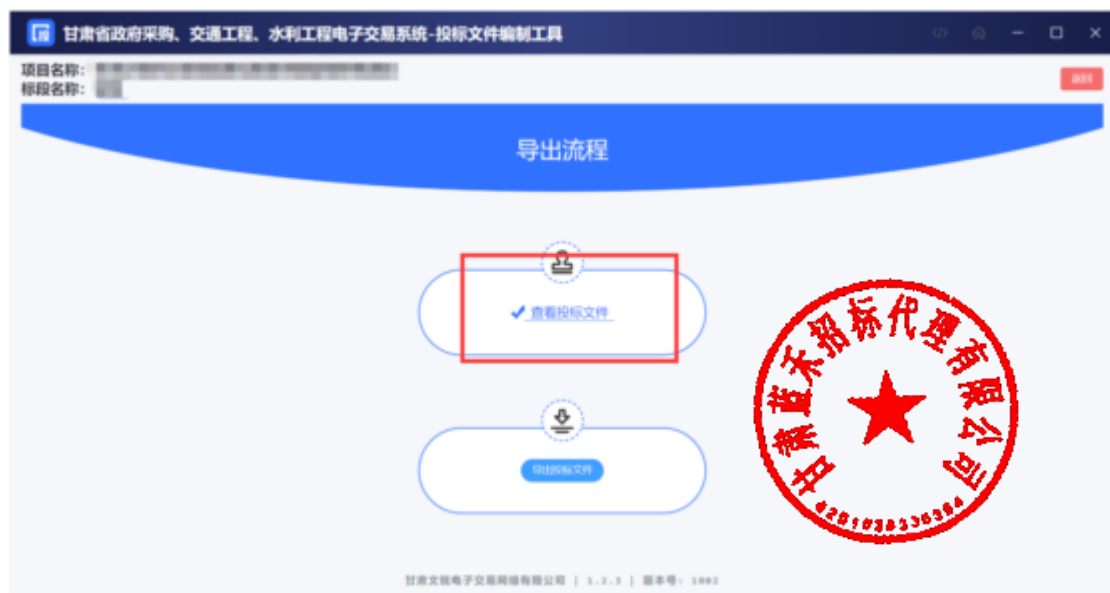 甘肃省政府采购、交通工程、水利工程电子交易系统-投标文件编制工具
项目名称：
标段名称：
返回
导出流程
查看投标文件
导出投标文件
甘肃蓝禾招标代理有限公司
甘肃文锐电子交易网络有限公司 | 1.2.3 | 版本号: 1002